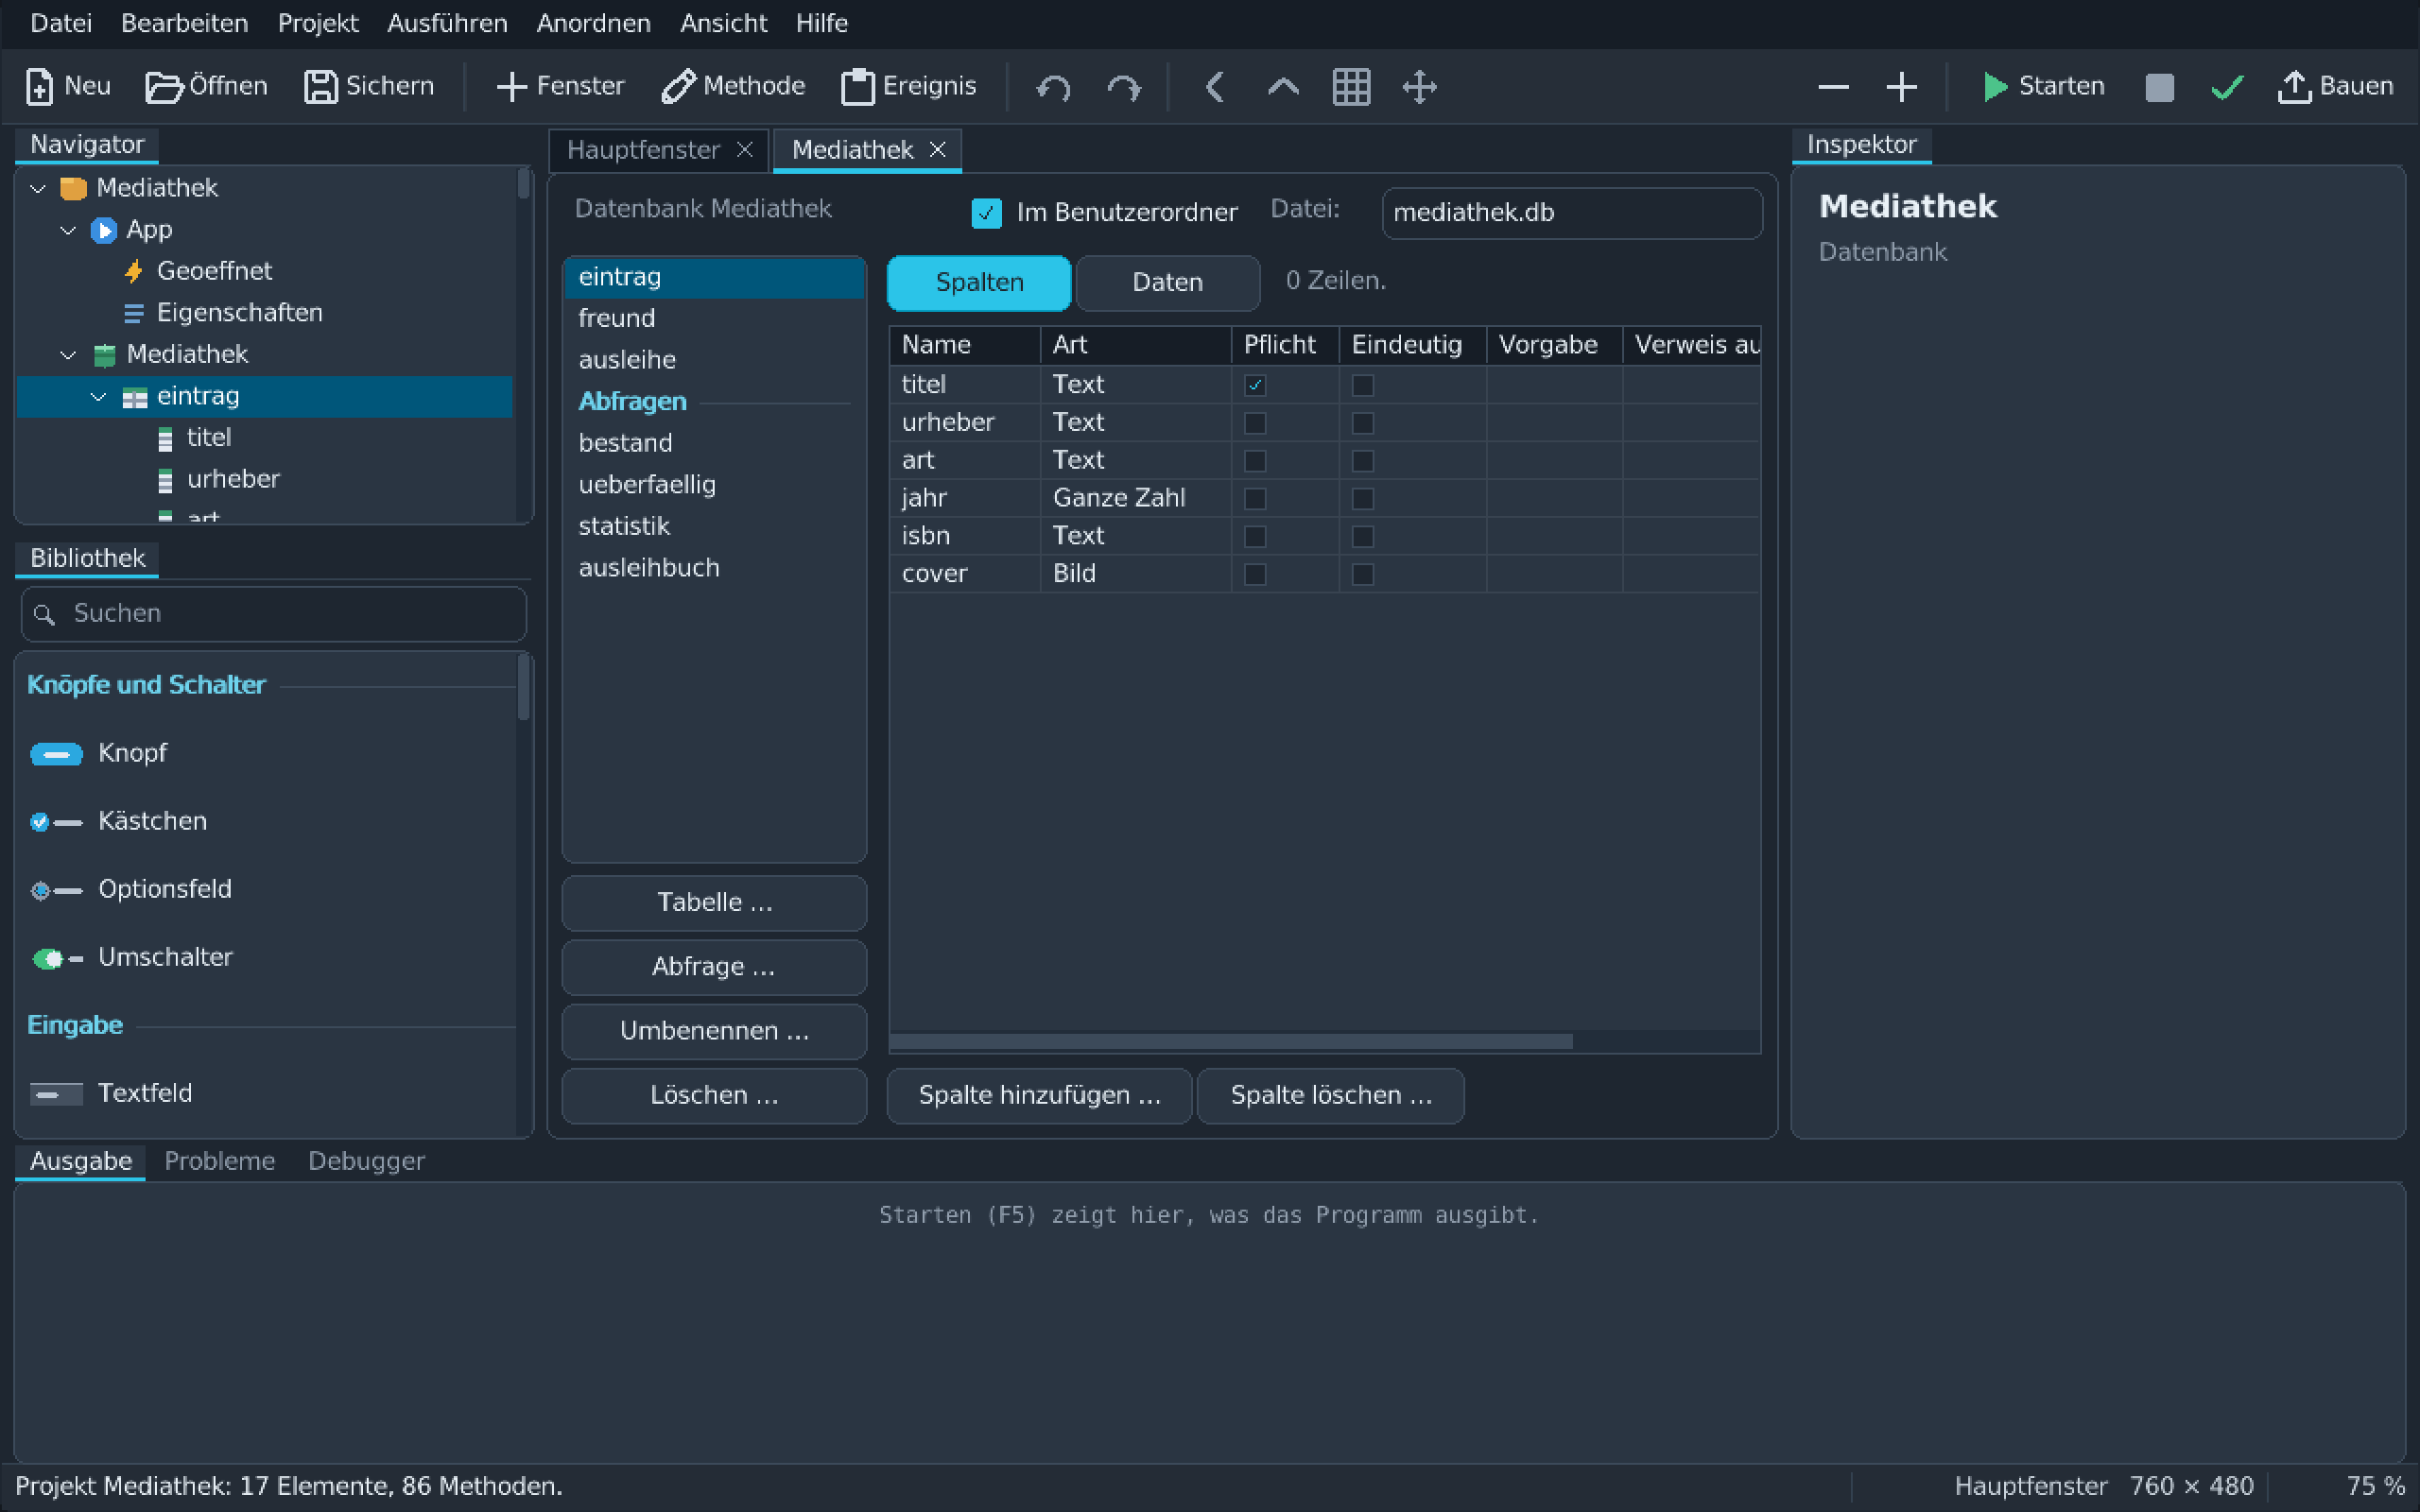 Datei Bearbeiten Projekt Ausführen Anordnen Ansicht Hilfe
Neu Öffnen Sichern Fenster Methode Ereignis Starten Bauen
Navigator
Mediathek
App
Geoeffnet
Eigenschaften
Mediathek
eintrag
titel
urheber
art
Bibliothek
Suchen
Knöpfe und Schalter
Knopf
Kästchen
Optionsfeld
Umschalter
Eingabe
Textfeld
Hauptfenster Mediathek
Datenbank Mediathek Im Benutzerordner Datei: mediathek.db
eintrag
freund
ausleihe
Abfragen
bestand
ueberfaellig
statistik
ausleihbuch
Tabelle ...
Abfrage ...
Umbenennen ...
Löschen ...
Spalten Daten 0 Zeilen.
Name Art Pflicht Eindeutig Vorgabe Verweis au
titel Text
urheber Text
art Text
jahr Ganze Zahl
isbn Text
cover Bild
Spalte hinzufügen ... Spalte löschen ...
Inspektor
Mediathek
Datenbank
Ausgabe Probleme Debugger
Starten (F5) zeigt hier, was das Programm ausgibt.
Projekt Mediathek: 17 Elemente, 86 Methoden. Hauptfenster 760 × 480 75 %